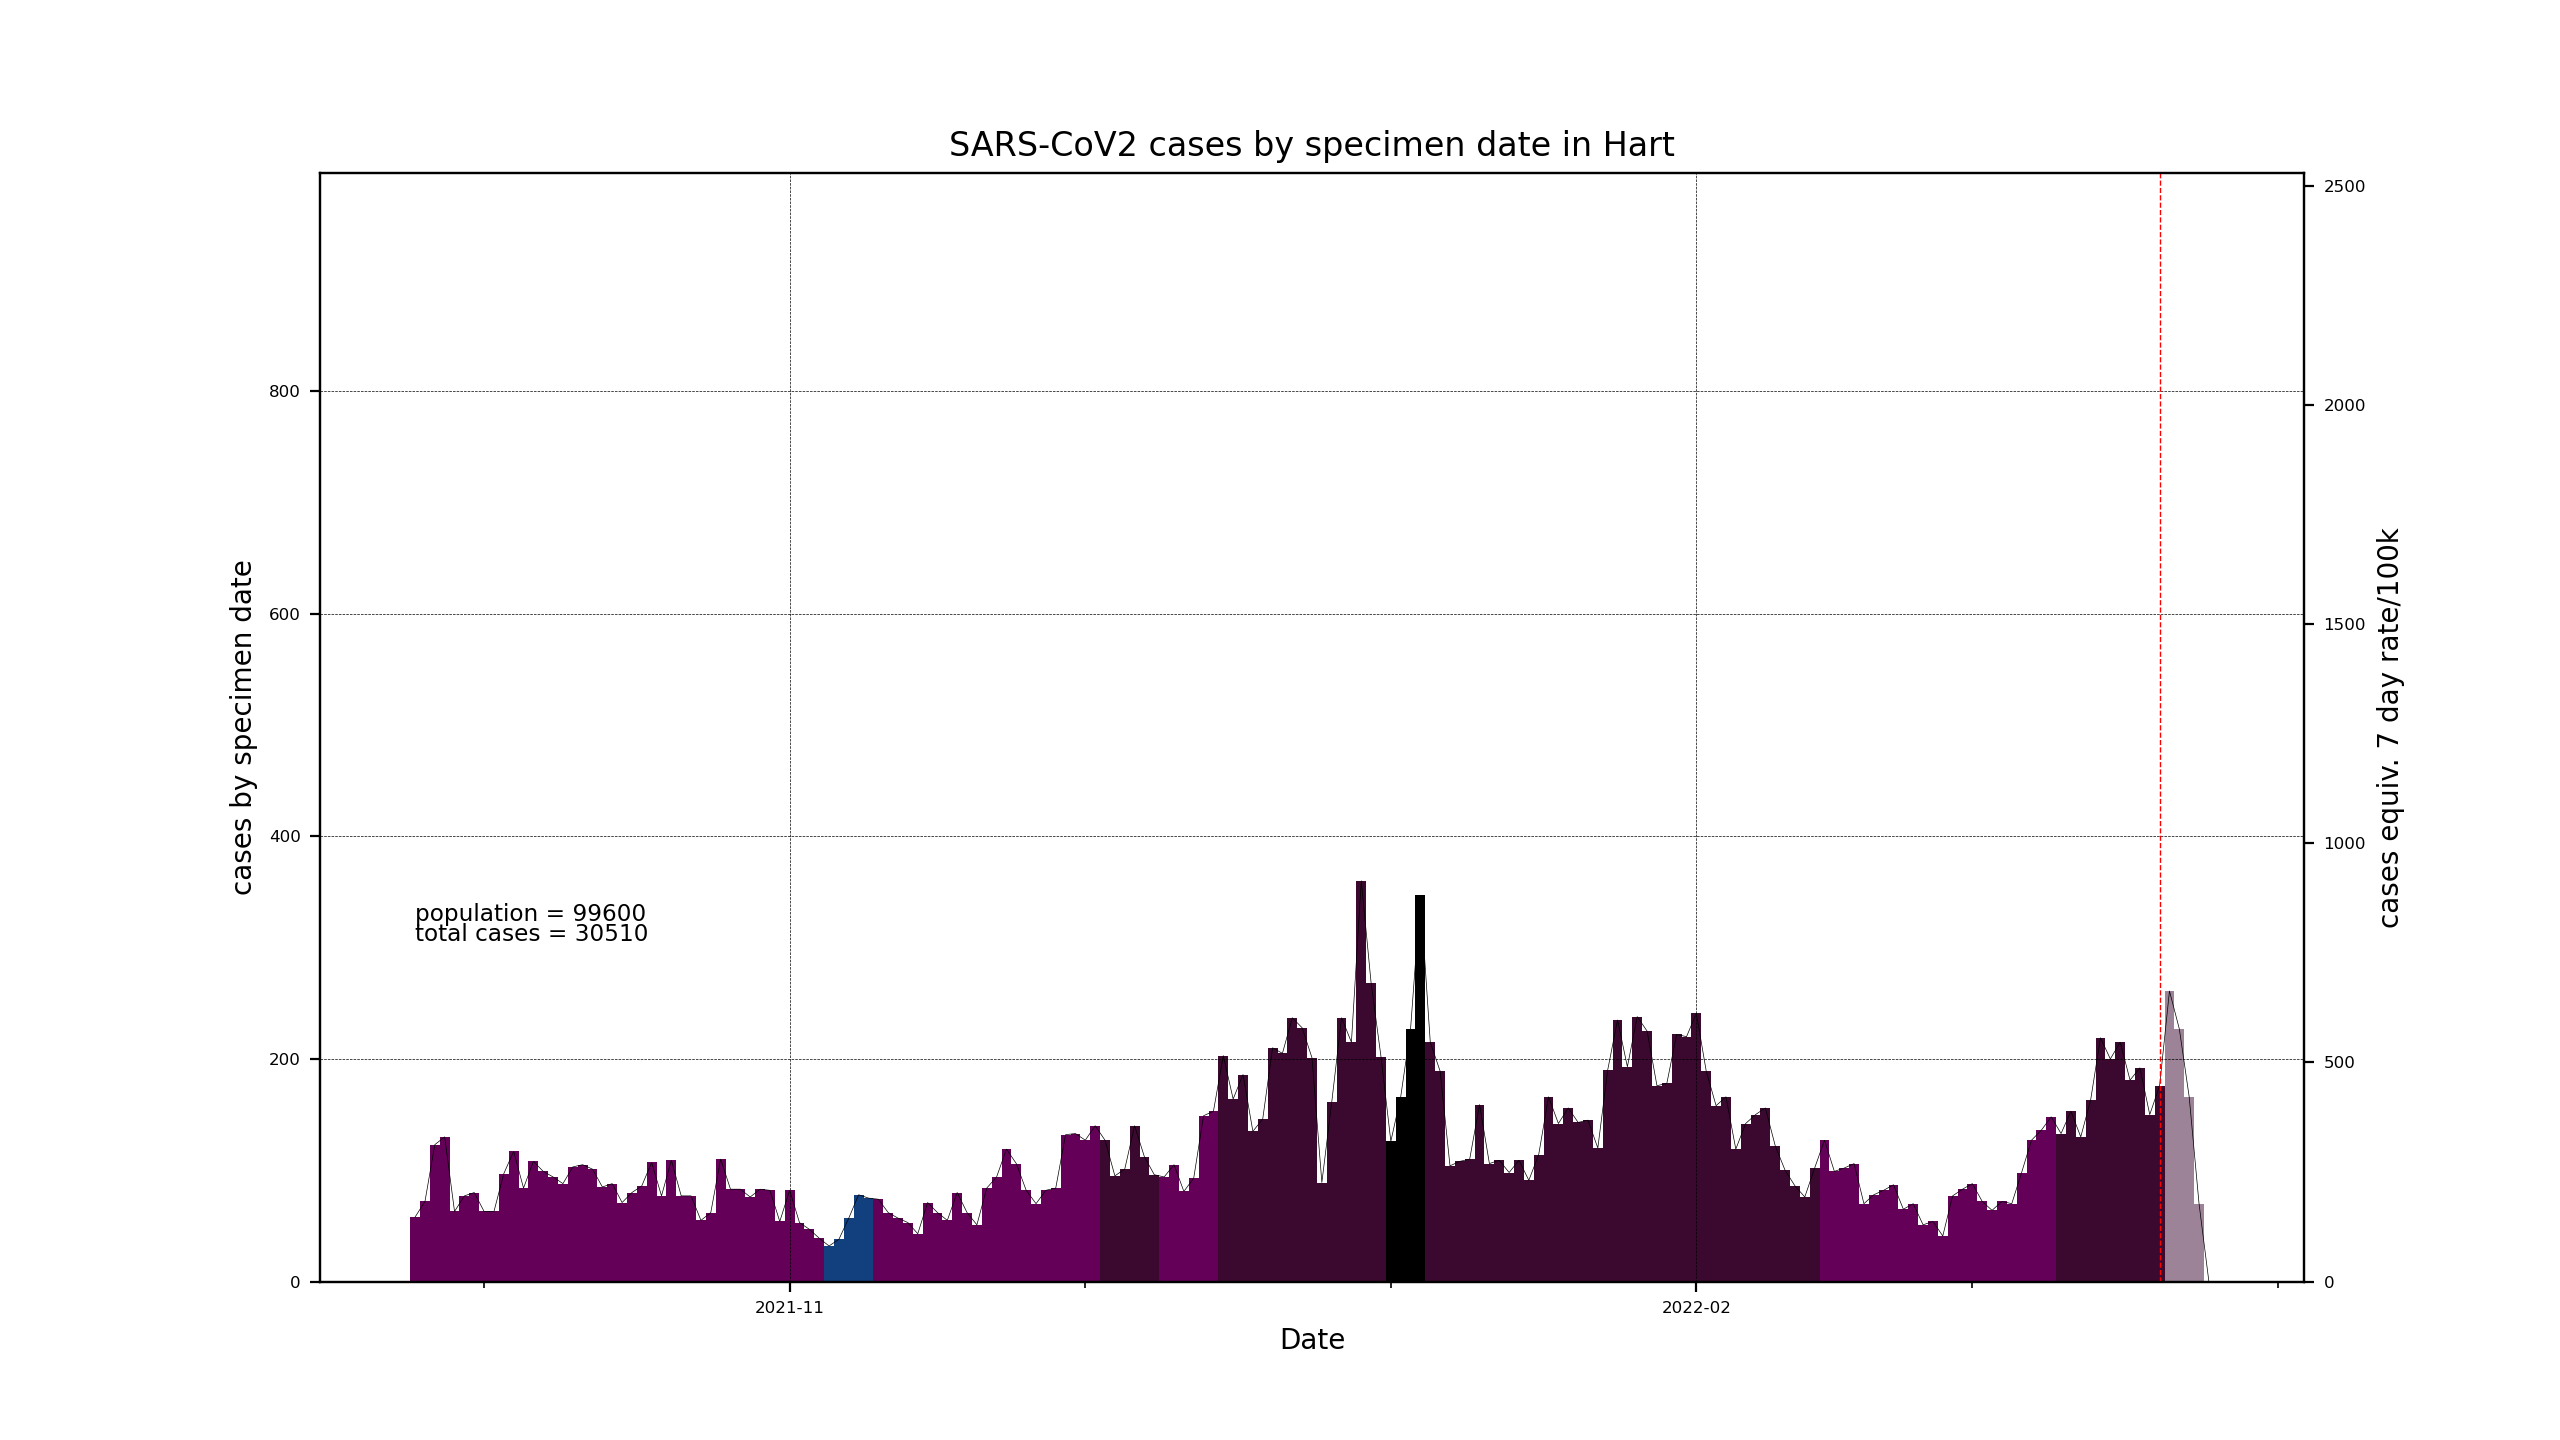 SARS-CoV2 cases by specimen date in Hart
cases by specimen date
800
600
400
200
0
population = 99600
total cases = 30510
2500
2000
1500
1000
500
0
cases equiv. 7 day rate/100k
2021-11
2022-02
Date